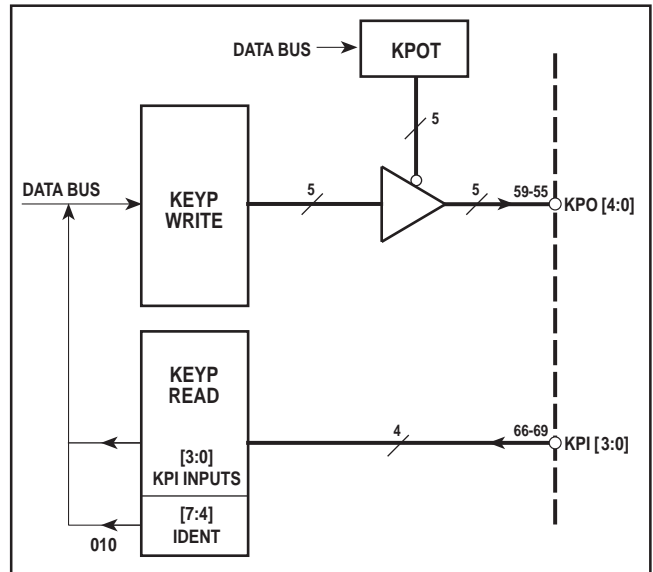 DATA BUS
KPOT
5
DATA BUS
KEYP
WRITE
5
5
59-55
KPO [4:0]
KEYP
READ
4
66-69
KPI [3:0]
[3:0]
KPI INPUTS
[7:4]
IDENT
010